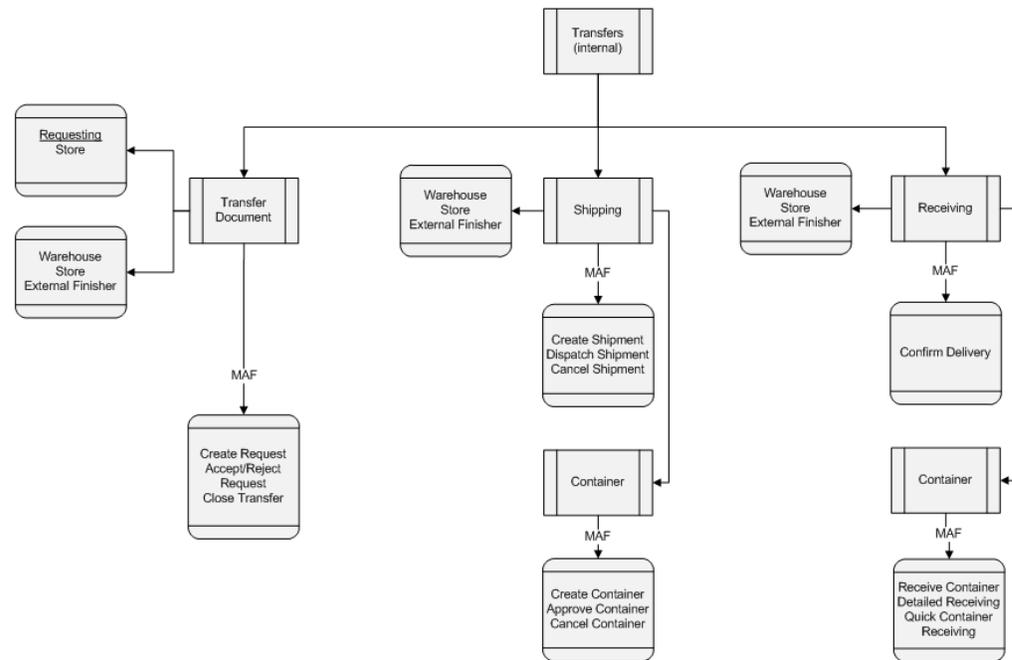 Transfers
(internal)
Requesting
Store
Transfer
Document
Warehouse
Store
External Finisher
MAF
Create Request
Accept/Reject
Request
Close Transfer
Warehouse
Store
External Finisher
Shipping
MAF
Create Shipment
Dispatch Shipment
Cancel Shipment
Container
MAF
Create Container
Approve Container
Cancel Container
Warehouse
Store
External Finisher
Receiving
MAF
Confirm Delivery
Container
MAF
Receive Container
Detailed Receiving
Quick Container
Receiving